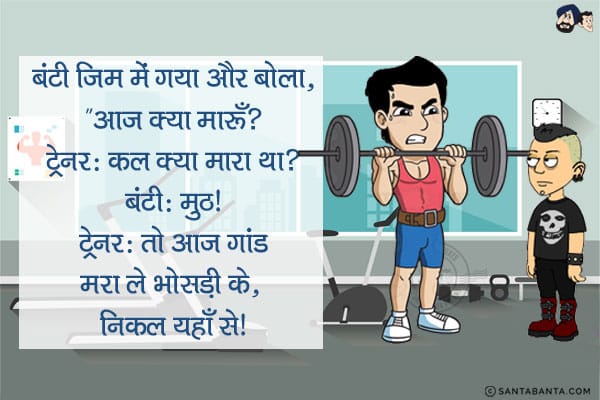 बंटी जिम में गया और बोला,
"आज क्या मारूँ?
ट्रेनर: कल क्या मारा था?
बंटी: मुठ!
ट्रेनर: तो आज गांड
मरा ले भोसड़ी के,
निकल यहाँ से!
© SANTABANTA.COM